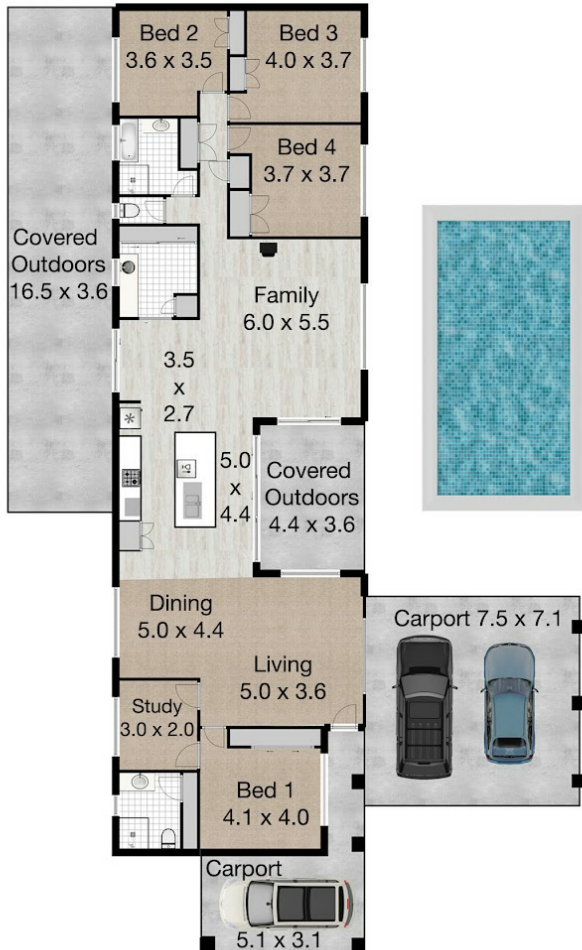 Bed 2
3.6 x 3.5
Bed 3
4.0 x 3.7
Bed 4
3.7 x 3.7
Covered
Outdoors
16.5 x 3.6
Family
6.0 x 5.5
3.5
x
2.7
5.0
x
4.4
Covered
Outdoors
4.4 x 3.6
Dining
5.0 x 4.4
Living
5.0 x 3.6
Carport 7.5 x 7.1
Study
3.0 x 2.0
Bed 1
4.1 x 4.0
Carport
5.1 x 3.1